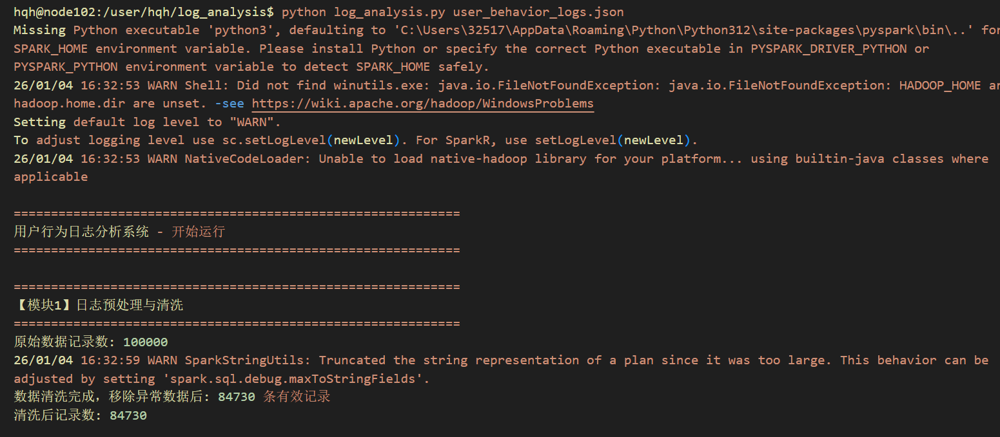 hqh@node102:/user/hqh/log_analysis$ python log_analysis.py user_behavior_logs.json
Missing Python executable 'python3', defaulting to 'C:\Users\32517\AppData\Roaming\Python\Python312\site-packages\pyspark\bin\..' for
SPARK_HOME environment variable. Please install Python or specify the correct Python executable in PYSPARK_DRIVER_PYTHON or
PYSPARK_PYTHON environment variable to detect SPARK_HOME safely.
26/01/04 16:32:53 WARN Shell: Did not find winutils.exe: java.io.FileNotFoundException: java.io.FileNotFoundException: HADOOP_HOME an
hadoop.home.dir are unset. -see https://wiki.apache.org/hadoop/WindowsProblems
Setting default log level to "WARN".
To adjust logging level use sc.setLogLevel(newLevel). For SparkR, use setLogLevel(newLevel).
26/01/04 16:32:53 WARN NativeCodeLoader: Unable to load native-hadoop library for your platform... using builtin-java classes where
applicable
============================================================
用户行为日志分析系统 - 开始运行
============================================================
============================================================
【模块1】日志预处理与清洗
============================================================
原始数据记录数: 100000
26/01/04 16:32:59 WARN SparkStringUtils: Truncated the string representation of a plan since it was too large. This behavior can be
adjusted by setting 'spark.sql.debug.maxToStringFields'.
数据清洗完成，移除异常数据后: 84730 条有效记录
清洗后记录数: 84730